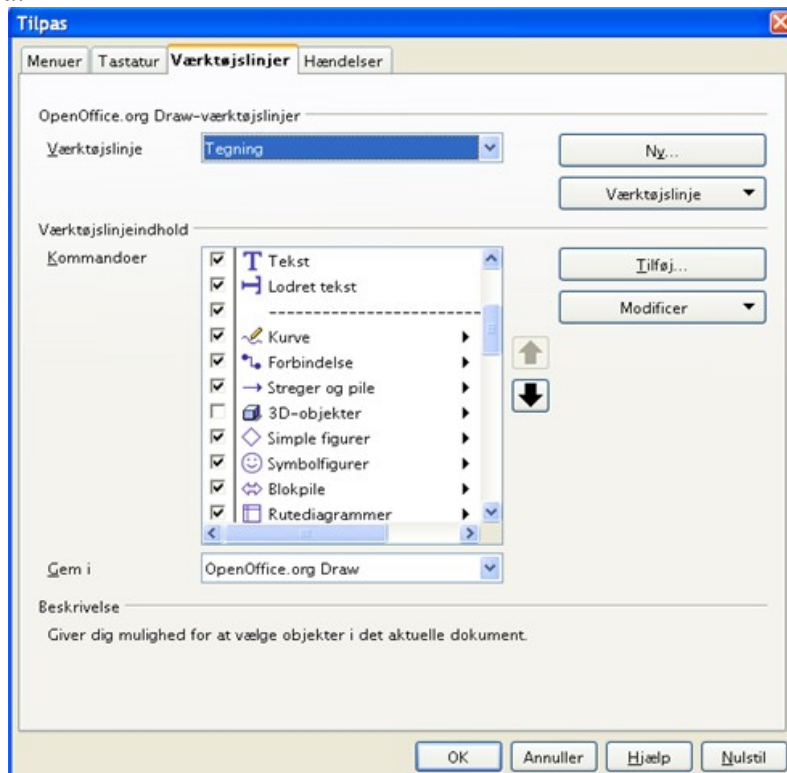 Tilpas
Menuer Tastatur Værktøjslinjer Hændelser
OpenOffice.org Draw-værktøjslinjer
Værktøjslinje Tegning Ny...
Værktøjslinje
Værktøjslinjeindhold
Kommandoer Tekst Tilføj...
Lodret tekst
Modificer
Kurve
Forbindelse
Streger og pile
3D-objekter
Simple figurer
Symbolfigurer
Blokpile
Rutediagrammer
Gem i OpenOffice.org Draw
Beskrivelse
Giver dig mulighed for at vælge objekter i det aktuelle dokument.
OK Annuller Hjælp Nulstil